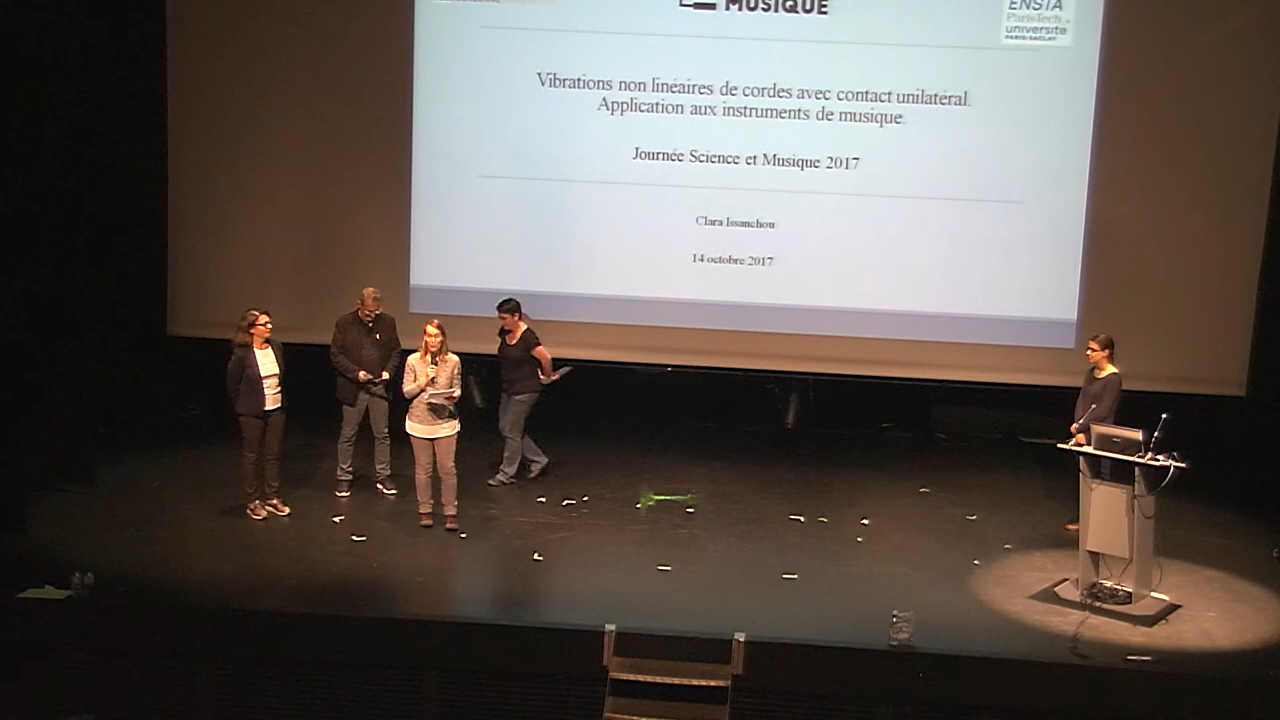 MUSIQUE
ENSTA
ParisTech
université
PARIS-SACLAY
Vibrations non linéaires de cordes avec contact unilatéral.
Application aux instruments de musique.
Journée Science et Musique 2017
Clara Issanchou
14 octobre 2017